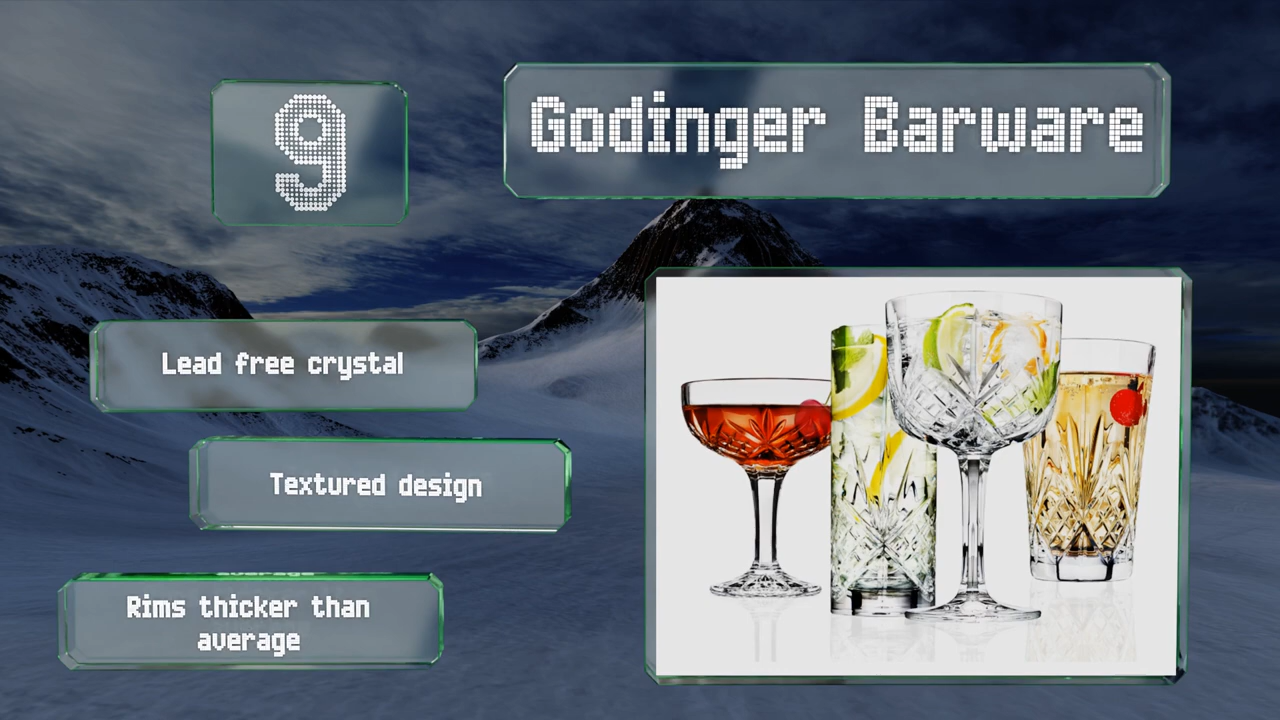 9
Godinger Barware
Lead free crystal
Textured design
Rims thicker than
average